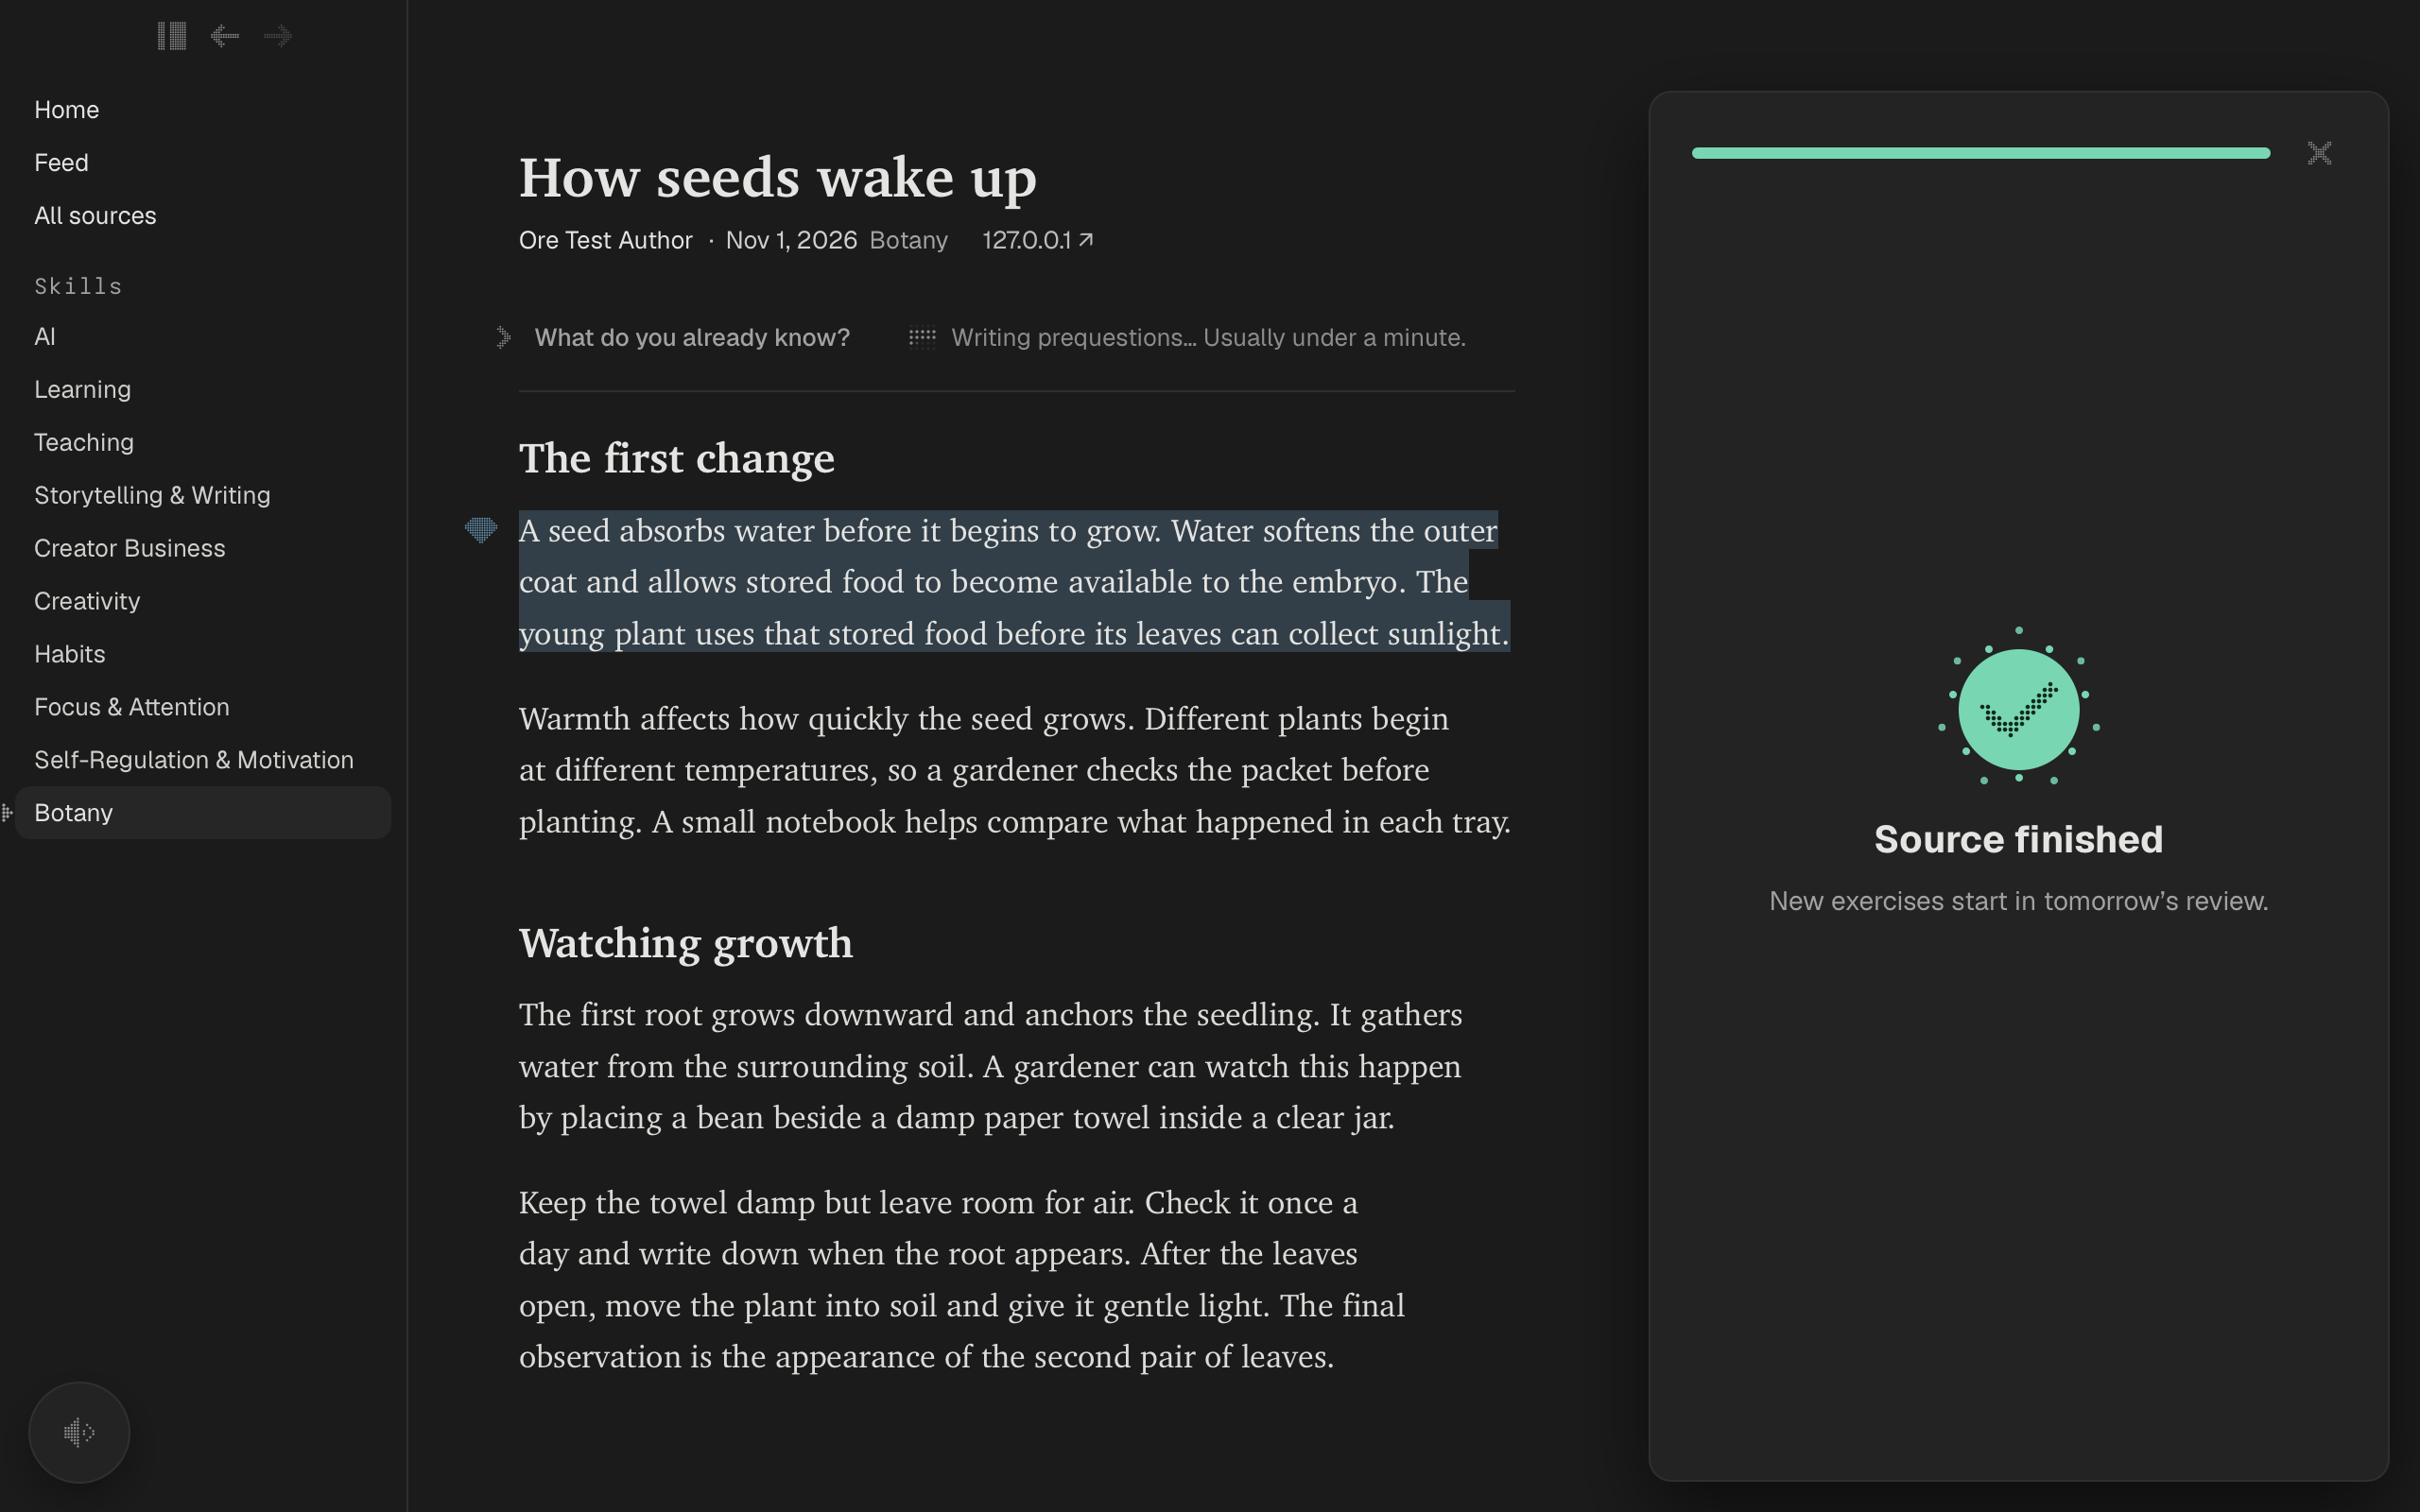 Home
Feed
All sources
Skills
AI
Learning
Teaching
Storytelling & Writing
Creator Business
Creativity
Habits
Focus & Attention
Self-Regulation & Motivation
Botany
How seeds wake up
Ore Test Author · Nov 1, 2026 Botany 127.0.0.1
What do you already know? Writing prequestions... Usually under a minute.
The first change
A seed absorbs water before it begins to grow. Water softens the outer
coat and allows stored food to become available to the embryo. The
young plant uses that stored food before its leaves can collect sunlight.
Warmth affects how quickly the seed grows. Different plants begin
at different temperatures, so a gardener checks the packet before
planting. A small notebook helps compare what happened in each tray.
Watching growth
The first root grows downward and anchors the seedling. It gathers
water from the surrounding soil. A gardener can watch this happen
by placing a bean beside a damp paper towel inside a clear jar.
Keep the towel damp but leave room for air. Check it once a
day and write down when the root appears. After the leaves
open, move the plant into soil and give it gentle light. The final
observation is the appearance of the second pair of leaves.
Source finished
New exercises start in tomorrow’s review.